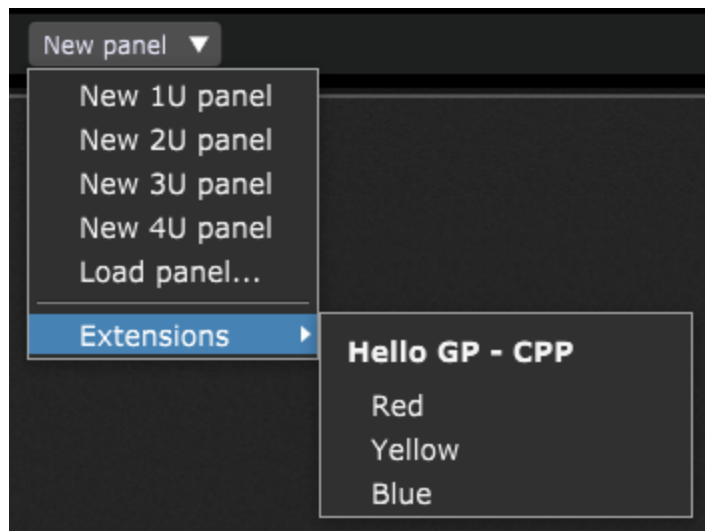 New panel ▼
New 1U panel
New 2U panel
New 3U panel
New 4U panel
Load panel...
Extensions
Hello GP - CPP
Red
Yellow
Blue